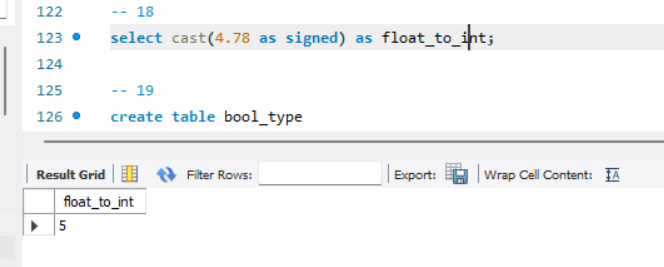 122 -- 18
123 select cast(4.78 as signed) as float_to_int;
124
125 -- 19
126 create table bool_type
Result Grid Filter Rows: Export: Wrap Cell Content: IA
float_to_int
5